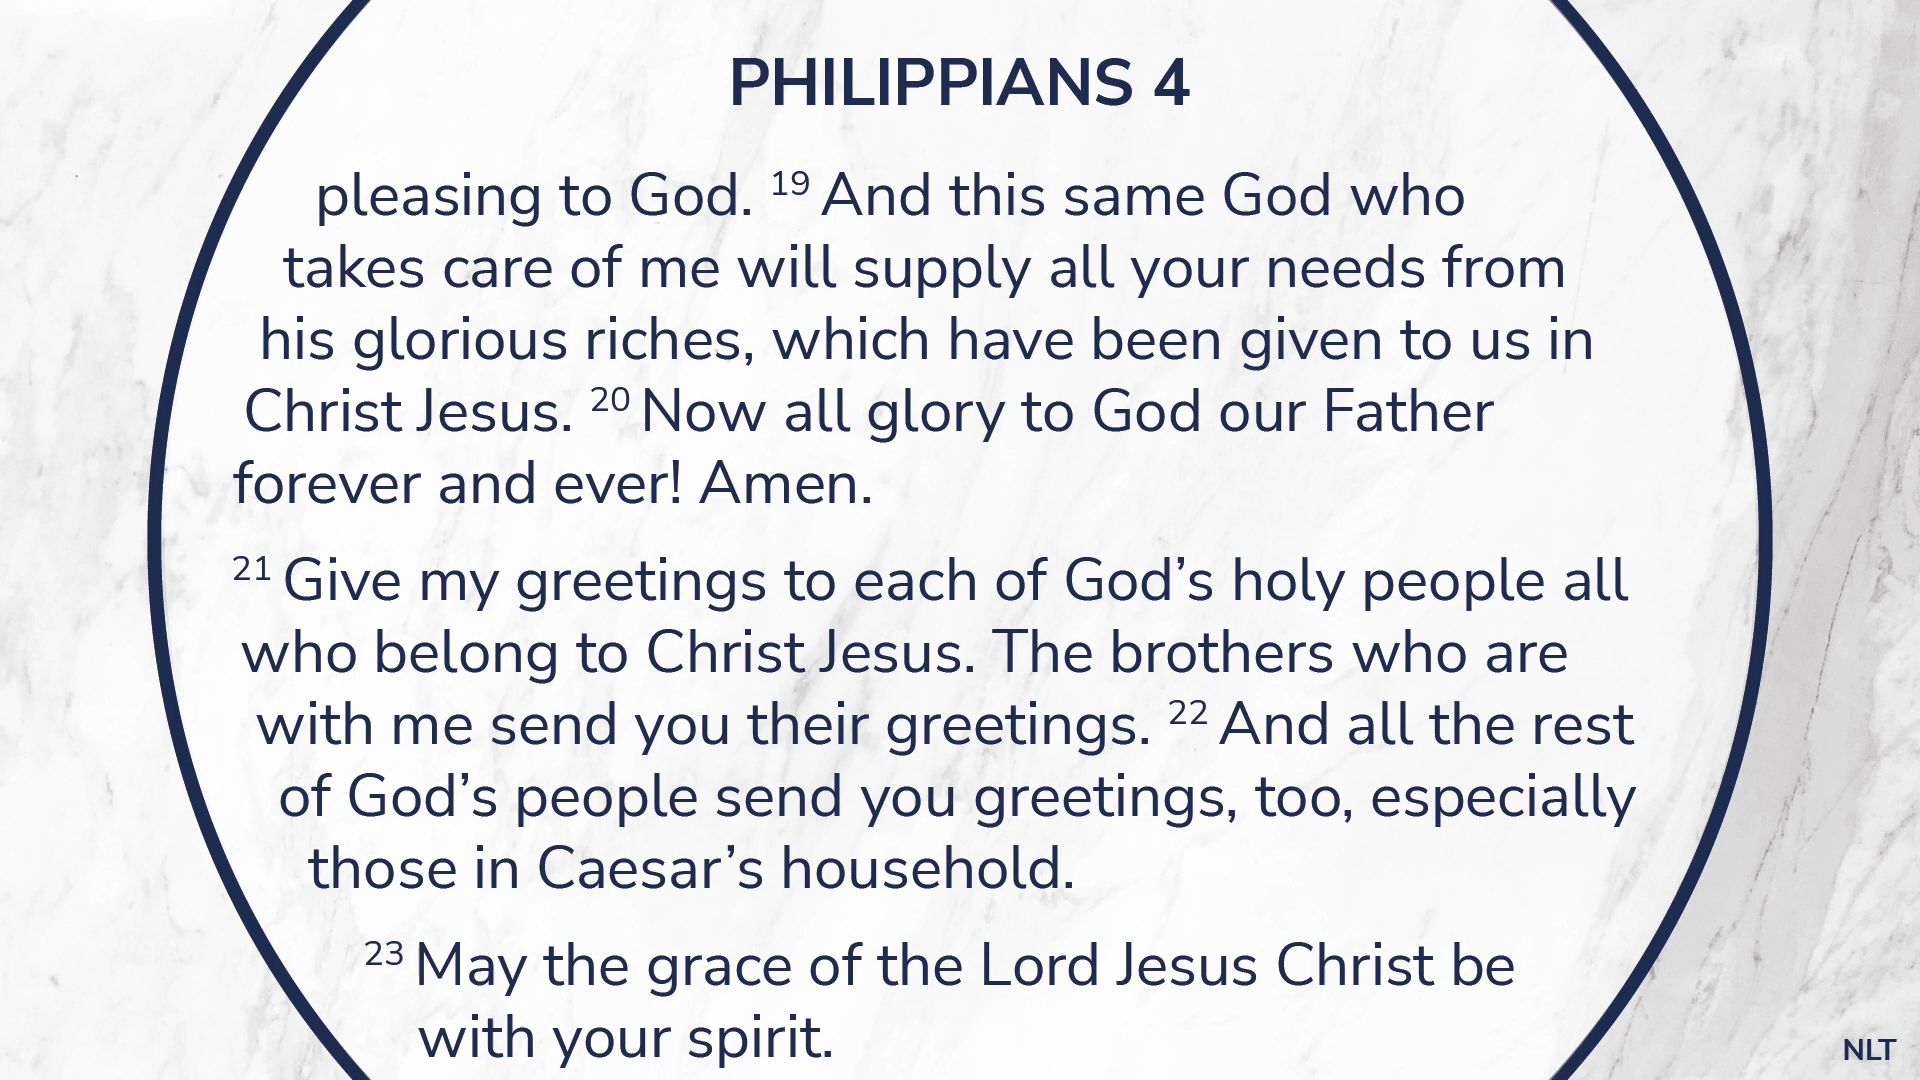 PHILIPPIANS 4
pleasing to God. 19 And this same God who
takes care of me will supply all your needs from
his glorious riches, which have been given to us in
Christ Jesus. 20 Now all glory to God our Father
forever and ever! Amen.
21 Give my greetings to each of God’s holy people all
who belong to Christ Jesus. The brothers who are
with me send you their greetings. 22 And all the rest
of God’s people send you greetings, too, especially
those in Caesar’s household.
23 May the grace of the Lord Jesus Christ be
with your spirit.
NLT